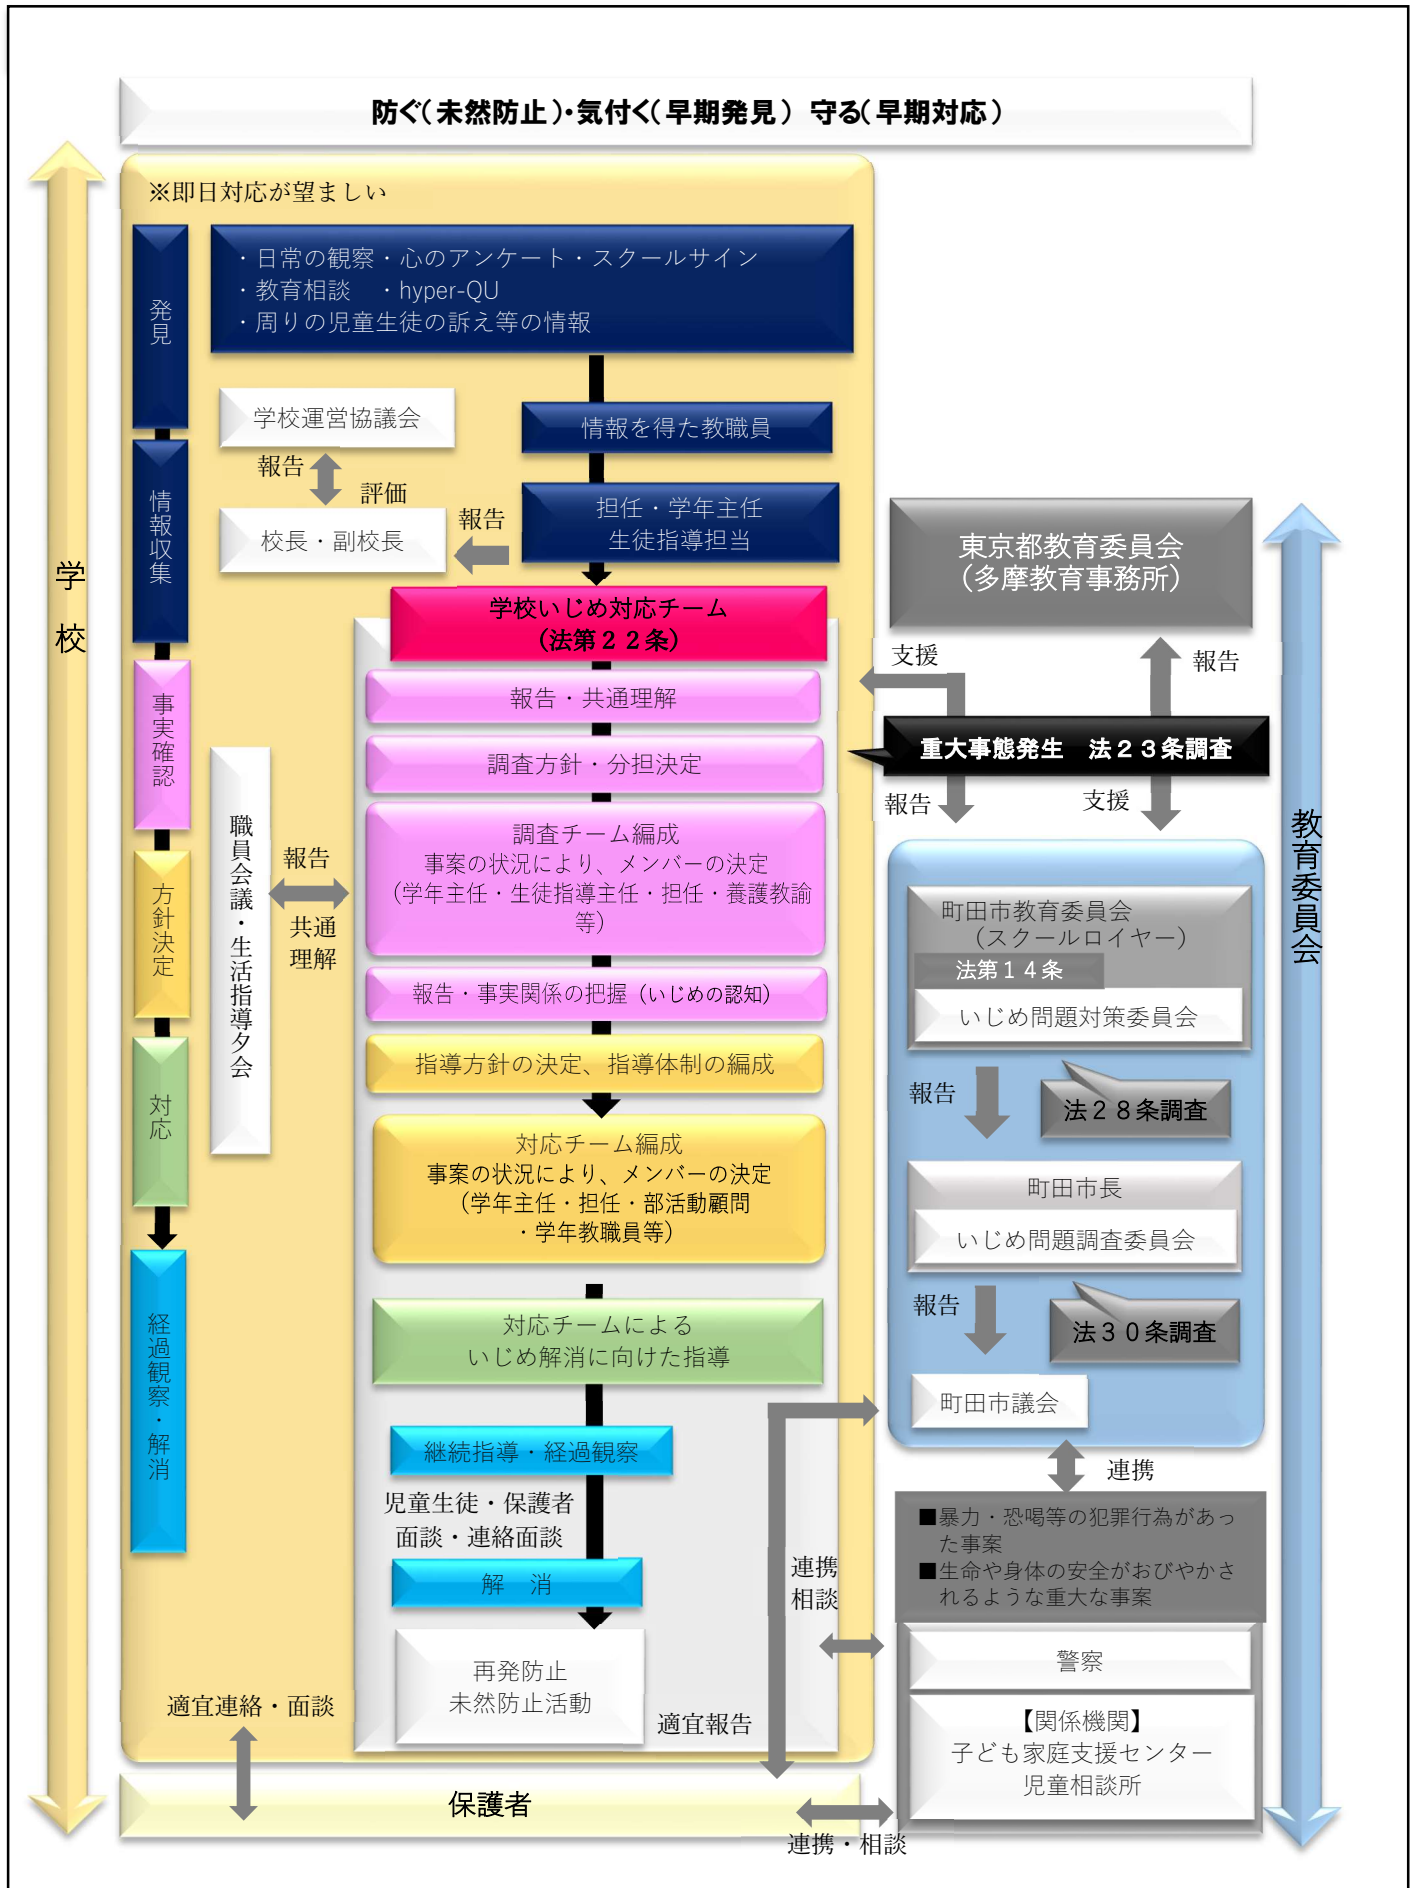 防ぐ(未然防止)・気付く(早期発見) 守る(早期対応)
学校
※即日対応が望ましい
発見
・日常の観察・心のアンケート・スクールサイン
・教育相談　・hyper-QU
・周りの児童生徒の訴え等の情報
情報収集
学校運営協議会
報告
評価
校長・副校長
情報を得た教職員
担任・学年主任
生徒指導担当
報告
学校いじめ対応チーム
(法第２２条)
事実確認
報告・共通理解
調査方針・分担決定
調査チーム編成
事案の状況により、メンバーの決定
(学年主任・生徒指導主任・担任・養護教諭
等)
職員会議・生活指導夕会
報告
共通
理解
方針決定
報告・事実関係の把握（いじめの認知）
指導方針の決定、指導体制の編成
対応チーム編成
事案の状況により、メンバーの決定
(学年主任・担任・部活動顧問
・学年教職員等)
対応
対応チームによる
いじめ解消に向けた指導
経過観察・解消
継続指導・経過観察
児童生徒・保護者
面談・連絡面談
解　消
再発防止
未然防止活動
適宜連絡・面談
適宜報告
保護者
教育委員会
東京都教育委員会
（多摩教育事務所）
支援
報告
重大事態発生　法２３条調査
報告
支援
町田市教育委員会
（スクールロイヤー）
法第１４条
いじめ問題対策委員会
報告
法２８条調査
町田市長
いじめ問題調査委員会
報告
法３０条調査
町田市議会
連携
■暴力・恐喝等の犯罪行為があっ
た事案
■生命や身体の安全がおびやかさ
れるような重大な事案
連携
相談
警察
【関係機関】
子ども家庭支援センター
児童相談所
連携・相談